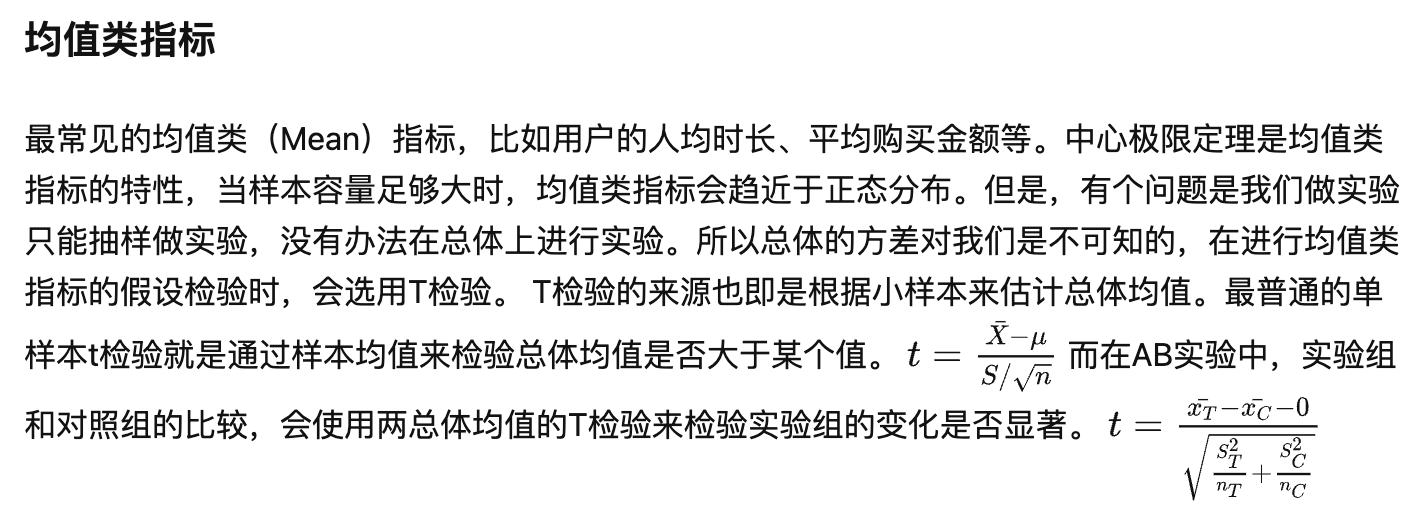 均值类指标
最常见的均值类（Mean）指标，比如用户的人均时长、平均购买金额等。中心极限定理是均值类
指标的特性，当样本容量足够大时，均值类指标会趋近于正态分布。但是，有个问题是我们做实验
只能抽样做实验，没有办法在总体上进行实验。所以总体的方差对我们是不可知的，在进行均值类
指标的假设检验时，会选用T检验。 T检验的来源也即是根据小样本来估计总体均值。最普通的单
样本t检验就是通过样本均值来检验总体均值是否大于某个值。 $t = \frac{\bar{X}-\mu}{S/\sqrt{n}}$ 而在AB实验中，实验组
和对照组的比较，会使用两总体均值的T检验来检验实验组的变化是否显著。 $t = \frac{\bar{x_T}-\bar{x_C}-0}{\sqrt{\frac{S_T^2}{n_T}+\frac{S_C^2}{n_C}}}$